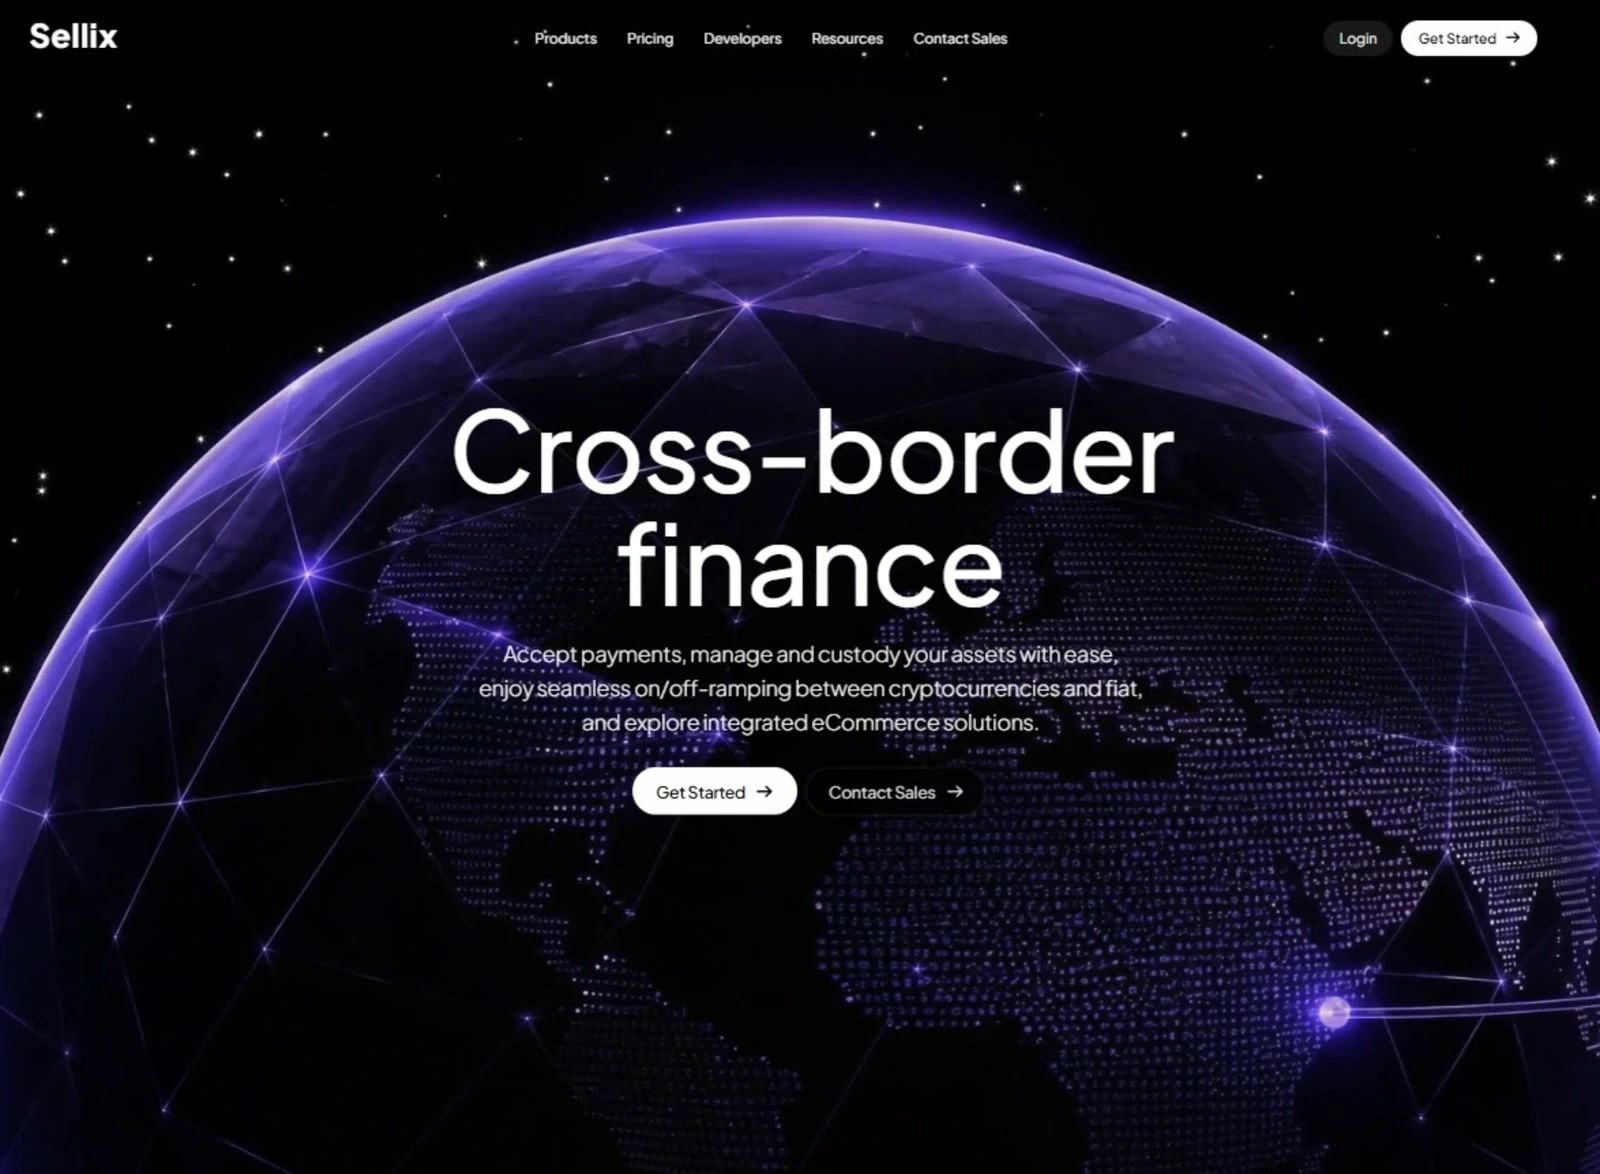 Sellix
Products
Pricing
Developers
Resources
Contact Sales
Login
Get Started →
Cross-border
finance
Accept payments, manage and custody your assets with ease,
enjoy seamless on/off-ramping between cryptocurrencies and fiat,
and explore integrated eCommerce solutions.
Get Started →
Contact Sales →